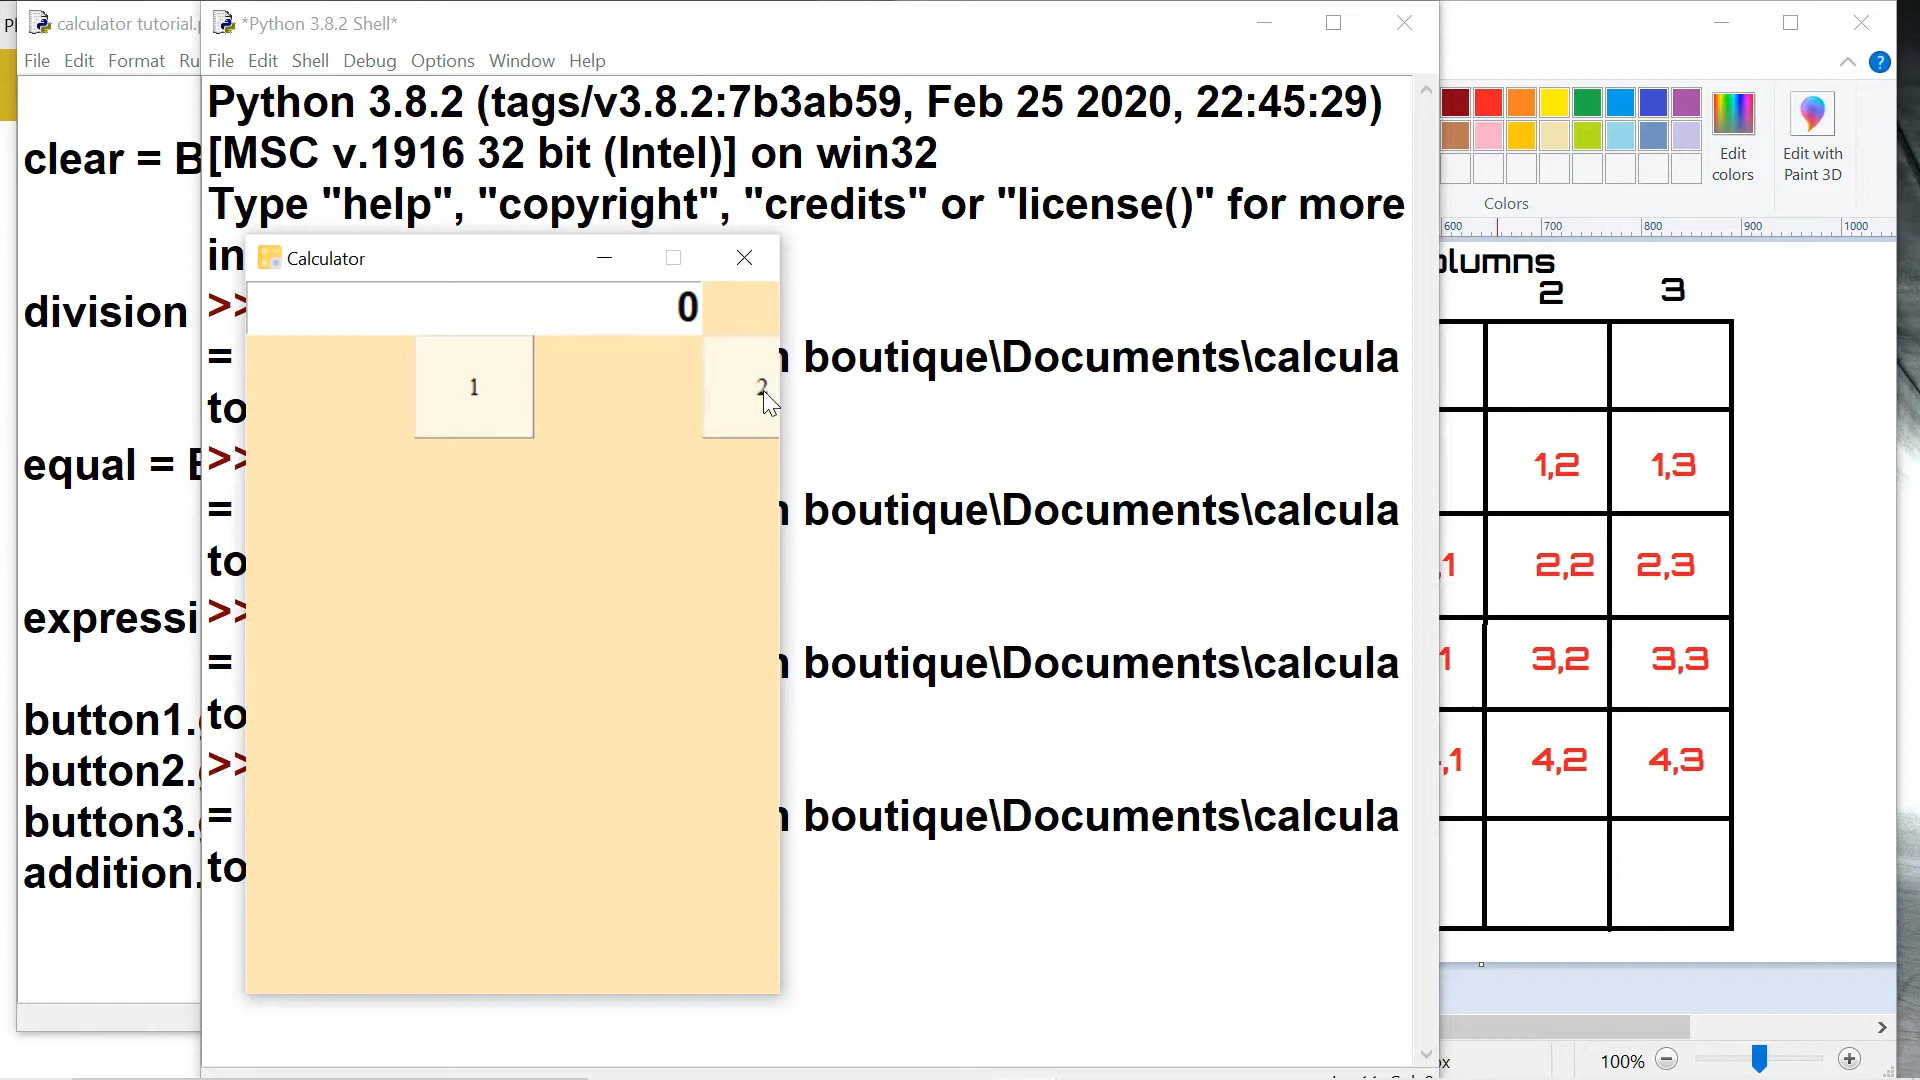 calculator tutorial.p
File Edit Format Ru
clear = B
division
equal = E
expressi
button1.g
button2.g
button3.g
addition.
*Python 3.8.2 Shell*
File Edit Shell Debug Options Window Help
Python 3.8.2 (tags/v3.8.2:7b3ab59, Feb 25 2020, 22:45:29)
[MSC v.1916 32 bit (Intel)] on win32
Type "help", "copyright", "credits" or "license()" for more
in
>>
= boutique\Documents\calcula
to
>>
= boutique\Documents\calcula
to
>>
= boutique\Documents\calcula
to
>>
= boutique\Documents\calcula
to
Calculator
0
1 2
Edit colors
Edit with Paint 3D
Colors
600 700 800 900 1000
olumns
2 3
1,2 1,3
,1 2,2 2,3
1 3,2 3,3
,1 4,2 4,3
100%